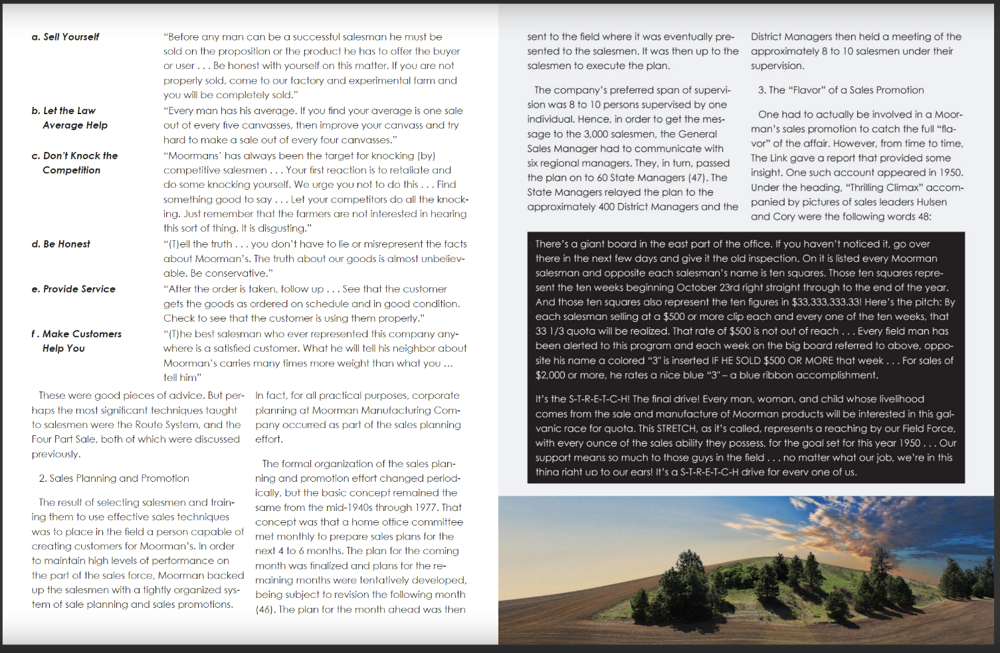 a. Sell Yourself
“Before any man can be a successful salesman he must be
sold on the proposition or the product he has to offer the buyer
or user . . . Be honest with yourself on this matter. If you are not
properly sold, come to our factory and experimental farm and
you will be completely sold.”
b. Let the Law
Average Help
“Every man has his average. If you find your average is one sale
out of every five canvasses, then improve your canvass and try
hard to make a sale out of every four canvasses.”
c. Don’t Knock the
Competition
“Moormans’ has always been the target for knocking (by)
competitive salesmen . . . Your first reaction is to retaliate and
do some knocking yourself. We urge you not to do this . . . Find
something good to say . . . Let your competitors do all the knock-
ing. Just remember that the farmers are not interested in hearing
this sort of thing. It is disgusting.”
d. Be Honest
“(T)ell the truth . . . you don’t have to lie or misrepresent the facts
about Moorman’s. The truth about our goods is almost unbeliev-
able. Be conservative.”
e. Provide Service
“After the order is taken, follow up . . . See that the customer
gets the goods as ordered on schedule and in good condition.
Check to see that the customer is using them properly.”
f . Make Customers
Help You
“(T)he best salesman who ever represented this company any-
where is a satisfied customer. What he will tell his neighbor about
Moorman’s carries many times more weight than what you ...
tell him”
These were good pieces of advice. But per-
haps the most significant techniques taught
to salesmen were the Route System, and the
Four Part Sale, both of which were discussed
previously.
2. Sales Planning and Promotion
The result of selecting salesmen and train-
ing them to use effective sales techniques
was to place in the field a person capable of
creating customers for Moorman’s. In order
to maintain high levels of performance on
the part of the sales force, Moorman backed
up the salesmen with a tightly organized sys-
tem of sale planning and sales promotions.
In fact, for all practical purposes, corporate
planning at Moorman Manufacturing Com-
pany occurred as part of the sales planning
effort.
The formal organization of the sales plan-
ning and promotion effort changed period-
ically, but the basic concept remained the
same from the mid-1940s through 1977. That
concept was that a home office committee
met monthly to prepare sales plans for the
next 4 to 6 months. The plan for the coming
month was finalized and plans for the re-
maining months were tentatively developed,
being subject to revision the following month
(46). The plan for the month ahead was then
sent to the field where it was eventually pre-
sented to the salesmen. It was then up to the
salesmen to execute the plan.
The company’s preferred span of supervi-
sion was 8 to 10 persons supervised by one
individual. Hence, in order to get the mes-
sage to the 3,000 salesmen, the General
Sales Manager had to communicate with
six regional managers. They, in turn, passed
the plan on to 60 State Managers (47). The
State Managers relayed the plan to the
approximately 400 District Managers and the
District Managers then held a meeting of the
approximately 8 to 10 salesmen under their
supervision.
3. The “Flavor” of a Sales Promotion
One had to actually be involved in a Moor-
man’s sales promotion to catch the full “fla-
vor” of the affair. However, from time to time,
The Link gave a report that provided some
insight. One such account appeared in 1950.
Under the heading, “Thrilling Climax” accom-
panied by pictures of sales leaders Hulsen
and Cory were the following words 48:
There’s a giant board in the east part of the office. If you haven’t noticed it, go over
there in the next few days and give it the old inspection. On it is listed every Moorman
salesman and opposite each salesman’s name is ten squares. Those ten squares repre-
sent the ten weeks beginning October 23rd right straight through to the end of the year.
And those ten squares also represent the ten figures in $33,333,333.33! Here’s the pitch: By
each salesman selling at a $500 or more clip each and every one of the ten weeks, that
33 1/3 quota will be realized. That rate of $500 is not out of reach . . . Every field man has
been alerted to this program and each week on the big board referred to above, oppo-
site his name a colored “3” is inserted IF HE SOLD $500 OR MORE that week . . . For sales of
$2,000 or more, he rates a nice blue “3” – a blue ribbon accomplishment.
It’s the S-T-R-E-T-C-H! The final drive! Every man, woman, and child whose livelihood
comes from the sale and manufacture of Moorman products will be interested in this gal-
vanic race for quota. This STRETCH, as it’s called, represents a reaching by our Field Force,
with every ounce of the sales ability they possess, for the goal set for this year 1950 . . . Our
support means so much to those guys in the field . . . no matter what our job, we’re in this
thing right up to our ears! It’s a S-T-R-E-T-C-H drive for every one of us.